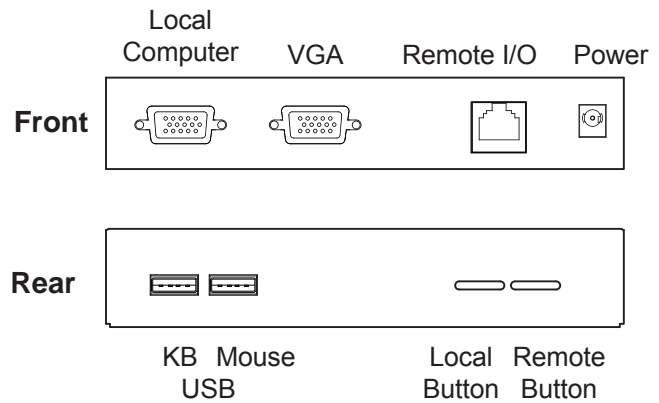 Local
Computer VGA Remote I/O Power
Front
Rear
KB Mouse Local Remote
USB Button Button